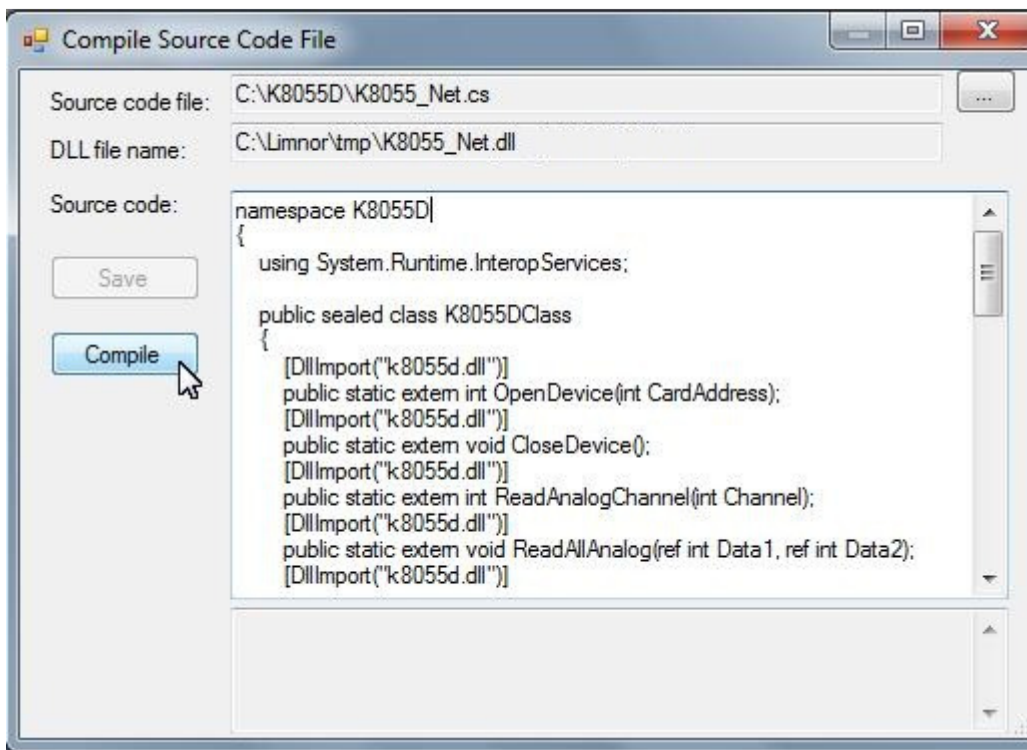 Compile Source Code File
Source code file: C:\K8055D\K8055_Net.cs ...
DLL file name: C:\Limnor\tmp\K8055_Net.dll
Source code:
namespace K8055D
{
using System.Runtime.InteropServices;
Save
public sealed class K8055DClass
{
Compile
[DllImport("k8055d.dll")]
public static extern int OpenDevice(int CardAddress);
[DllImport("k8055d.dll")]
public static extern void CloseDevice();
[DllImport("k8055d.dll")]
public static extern int ReadAnalogChannel(int Channel);
[DllImport("k8055d.dll")]
public static extern void ReadAllAnalog(ref int Data1, ref int Data2);
[DllImport("k8055d.dll")]